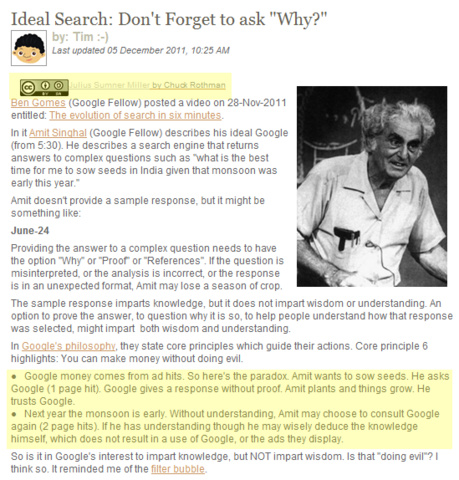 Ideal Search: Don't Forget to ask "Why?"
by: Tim :-)
Last updated 05 December 2011, 10:25 AM
Julius Sumner Miller by Chuck Rothman
Ben Gomes (Google Fellow) posted a video on 28-Nov-2011
entitled: The evolution of search in six minutes.
In it Amit Singhal (Google Fellow) describes his ideal Google
(from 5:30). He describes a search engine that returns
answers to complex questions such as "what is the best
time for me to sow seeds in India given that monsoon was
early this year."
Amit doesn't provide a sample response, but it might be
something like:
June-24
Providing the answer to a complex question needs to have
the option "Why" or "Proof" or "References". If the question is
misinterpreted, or the analysis is incorrect, or the response
is in an unexpected format, Amit may lose a season of crop.
The sample response imparts knowledge, but it does not impart wisdom or understanding. An
option to prove the answer, to question why it is so, to help people understand how that response
was selected, might impart both wisdom and understanding.
In Google's philosophy, they state core principles which guide their actions. Core principle 6
highlights: You can make money without doing evil.
● Google money comes from ad hits. So here's the paradox. Amit wants to sow seeds. He asks
Google (1 page hit). Google gives a response without proof. Amit plants and things grow. He
trusts Google.
● Next year the monsoon is early. Without understanding, Amit may choose to consult Google
again (2 page hits). If he has understanding though he may wisely deduce the knowledge
himself, which does not result in a use of Google, or the ads they display.
So is it in Google's interest to impart knowledge, but NOT impart wisdom. Is that "doing evil"? I
think so. It reminded me of the filter bubble.